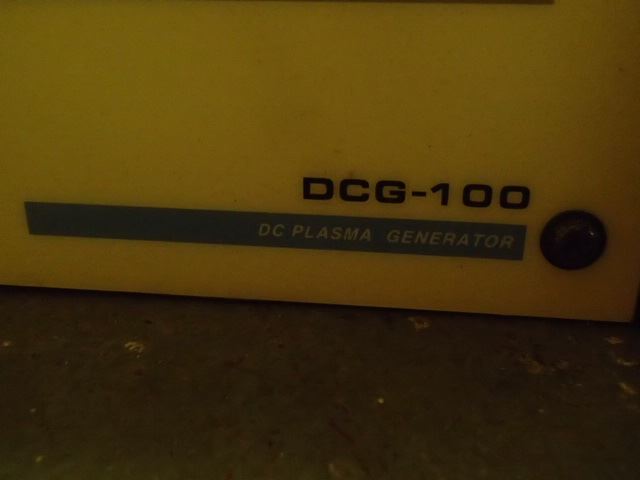 DCG-100
DC PLASMA GENERATOR